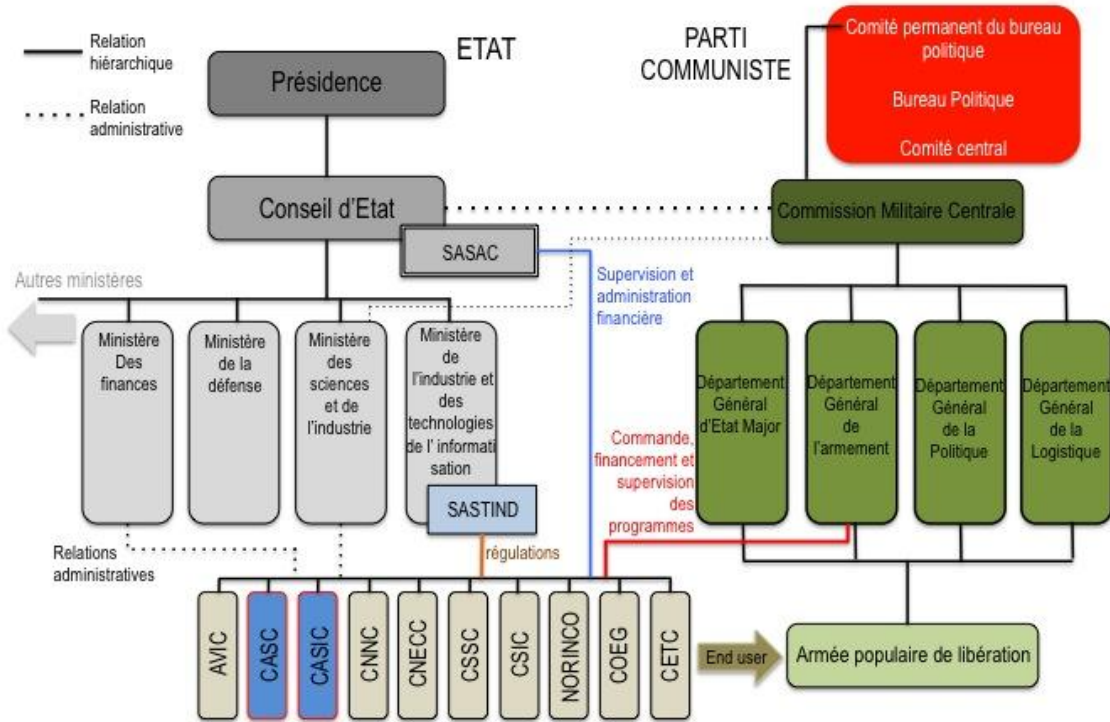 Relation
hiérarchique
Relation
administrative
ETAT
PARTI
COMMUNISTE
Présidence
Conseil d'Etat
SASAC
Comité permanent du bureau
politique
Bureau Politique
Comité central
Commission Militaire Centrale
Autres ministères
Supervision et
administration
financière
Ministère
Des
finances
Ministère
de la
défense
Ministère
des
sciences
et de
l'industrie
Ministère
de
l'industrie et
des
technologies
de l' informati
sation
SASTIND
Département
Général
d'Etat Major
Département
Général
de
l'armement
Département
Général
de la
Politique
Département
Général
de la
Logistique
Commande,
financement et
supervision
des
programmes
Relations
administratives
régulations
AVIC
CASC
CASIC
CNNC
CNECC
CSSC
CSIC
NORINCO
COEG
CETC
End user
Armée populaire de libération